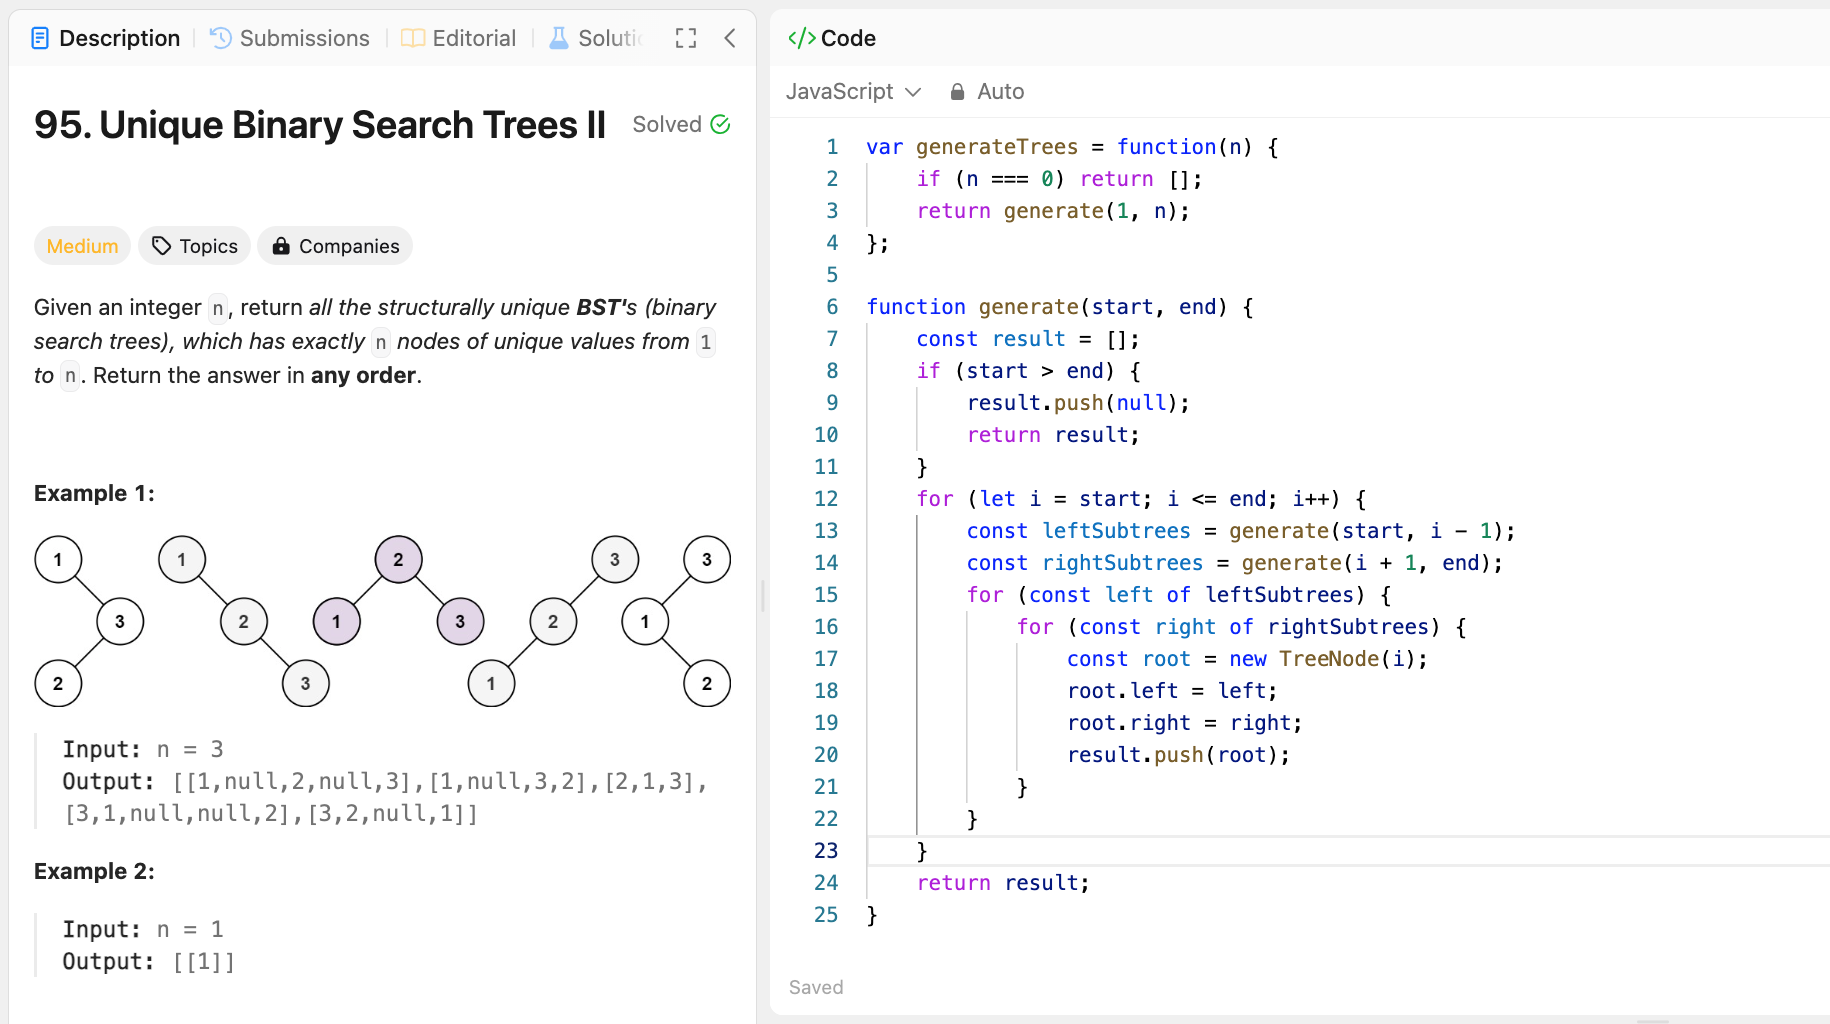 Description
Submissions
Editorial
</> Code
JavaScript
Auto
95. Unique Binary Search Trees II
Solved
Medium
Topics
Companies
Given an integer n, return all the structurally unique BST's (binary
search trees), which has exactly n nodes of unique values from 1
to n. Return the answer in any order.
Example 1:
1 1 2 3 3
3 2 1 3 2 1
2 3 1 2
Input: n = 3
Output: [[1,null,2,null,3],[1,null,3,2],[2,1,3],
[3,1,null,null,2],[3,2,null,1]]
Example 2:
Input: n = 1
Output: [[1]]
1 var generateTrees = function(n) {
2     if (n === 0) return [];
3     return generate(1, n);
4 };
5
6 function generate(start, end) {
7     const result = [];
8     if (start > end) {
9         result.push(null);
10         return result;
11     }
12     for (let i = start; i <= end; i++) {
13         const leftSubtrees = generate(start, i - 1);
14         const rightSubtrees = generate(i + 1, end);
15         for (const left of leftSubtrees) {
16             for (const right of rightSubtrees) {
17                 const root = new TreeNode(i);
18                 root.left = left;
19                 root.right = right;
20                 result.push(root);
21             }
22         }
23     }
24     return result;
25 }
Saved